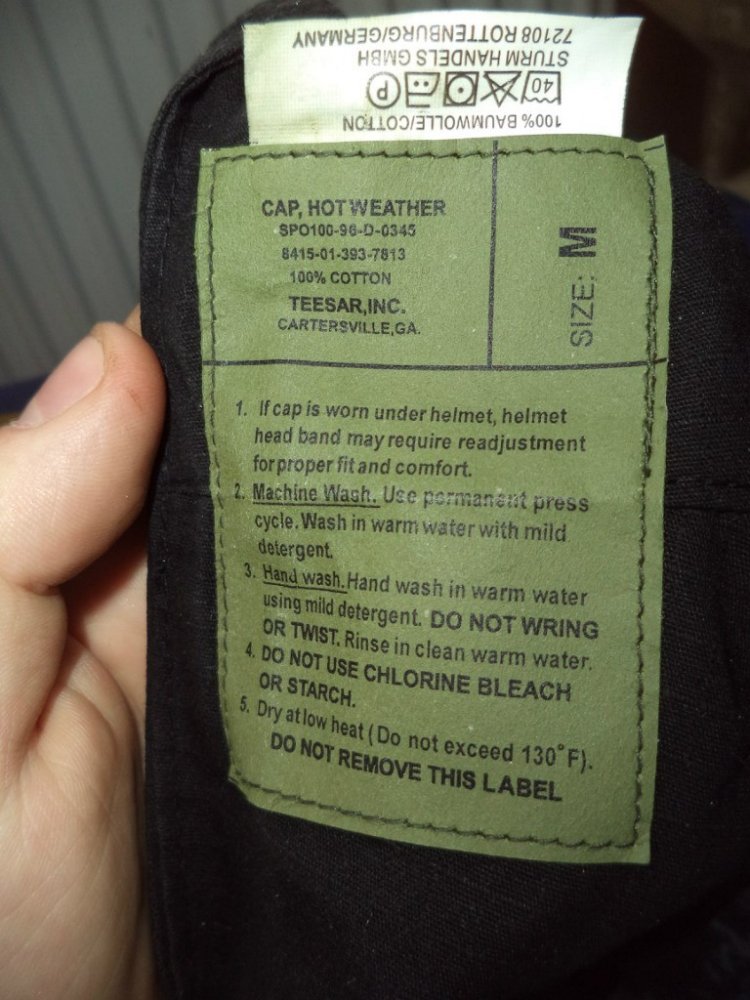 100% BAUMWOLLE/COTTON
40 P
STURM HANDELS GMBH
72108 ROTTENBURG/GERMANY
CAP, HOT WEATHER
SPO100-96-D-0345
8415-01-393-7813
100% COTTON
TEESAR,INC.
CARTERSVILLE,GA.
SIZE: M
1. If cap is worn under helmet, helmet
head band may require readjustment
for proper fit and comfort.
2. Machine Wash. Use permanent press
cycle. Wash in warm water with mild
detergent.
3. Hand wash. Hand wash in warm water
using mild detergent. DO NOT WRING
OR TWIST. Rinse in clean warm water.
4. DO NOT USE CHLORINE BLEACH
OR STARCH.
5. Dry at low heat (Do not exceed 130°F).
DO NOT REMOVE THIS LABEL